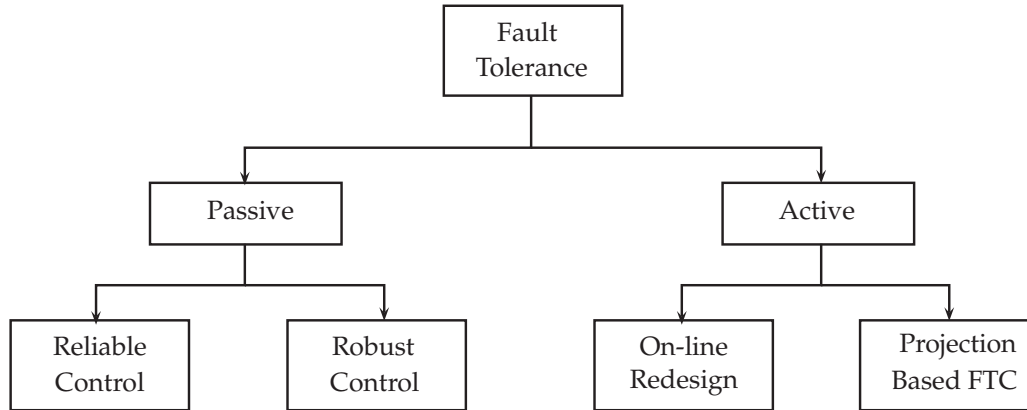 Fault
Tolerance
Passive
Active
Reliable
Control
Robust
Control
On-line
Redesign
Projection
Based FTC